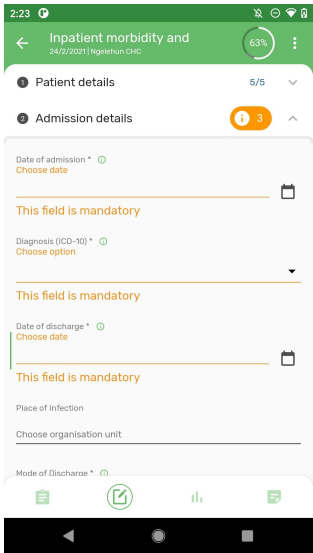 2:23
Inpatient morbidity and
63%
24/2/2021 | Ngelehun CHC
1 Patient details 5/5
2 Admission details i 3
Date of admission * i
Choose date
This field is mandatory
Diagnosis (ICD-10) * i
Choose option
This field is mandatory
Date of discharge * i
Choose date
This field is mandatory
Place of Infection
Choose organisation unit
Mode of Discharge * i